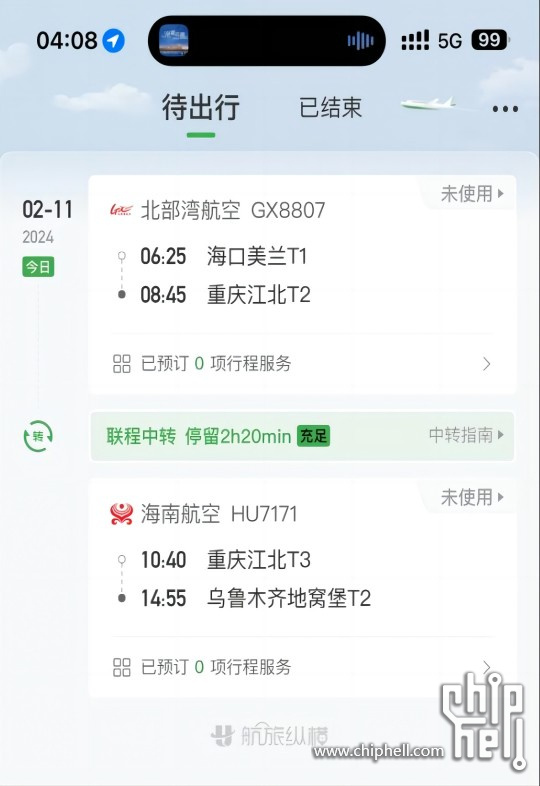 04:08 5G 99
待出行 已结束
02-11
2024
今日
北部湾航空 GX8807 未使用
06:25 海口美兰T1
08:45 重庆江北T2
已预订 0 项行程服务
转 联程中转 停留2h20min 充足 中转指南
海南航空 HU7171 未使用
10:40 重庆江北T3
14:55 乌鲁木齐地窝堡T2
已预订 0 项行程服务
航旅纵横
www.chiphell.com
chip hell